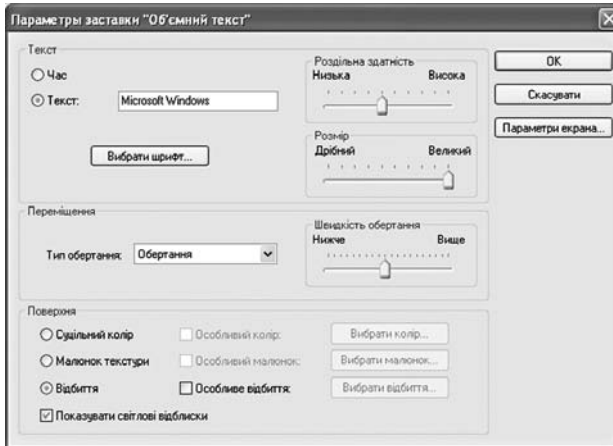 Параметры заставки "Об'ємний текст"
Текст
Час
Текст:
Microsoft Windows
Вибрати шрифт...
Роздільна здатність
Низька
Висока
Розмір
Дрібний
Великий
OK
Скасувати
Параметри екрана...
Переміщення
Тип обертання:
Обертання
Швидкість обертання
Нижче
Вище
Поверхня
Суцільний колір
Особливий колір:
Вибрати колір...
Малюнок текстури
Особливий малюнок:
Вибрати малюнок...
Відбиття
Особливе відбиття:
Вибрати відбиття...
Показувати світлові відблиски